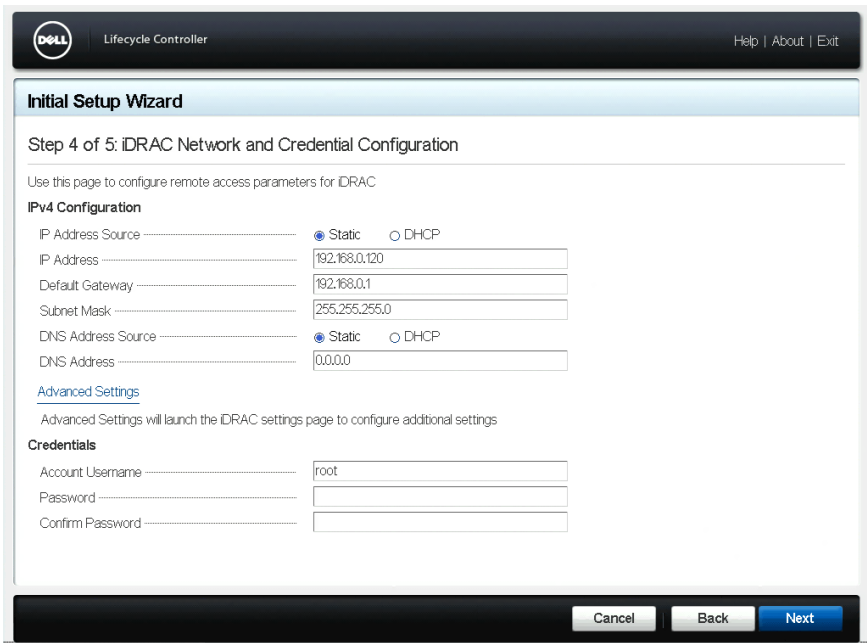 DELL
Lifecycle Controller
Help | About | Exit
Initial Setup Wizard
Step 4 of 5: iDRAC Network and Credential Configuration
Use this page to configure remote access parameters for iDRAC
IPv4 Configuration
IP Address Source Static DHCP
IP Address 192.168.0.120
Default Gateway 192.168.0.1
Subnet Mask 255.255.255.0
DNS Address Source Static DHCP
DNS Address 0.0.0.0
Advanced Settings
Advanced Settings will launch the iDRAC settings page to configure additional settings
Credentials
Account Username root
Password
Confirm Password
Cancel Back Next